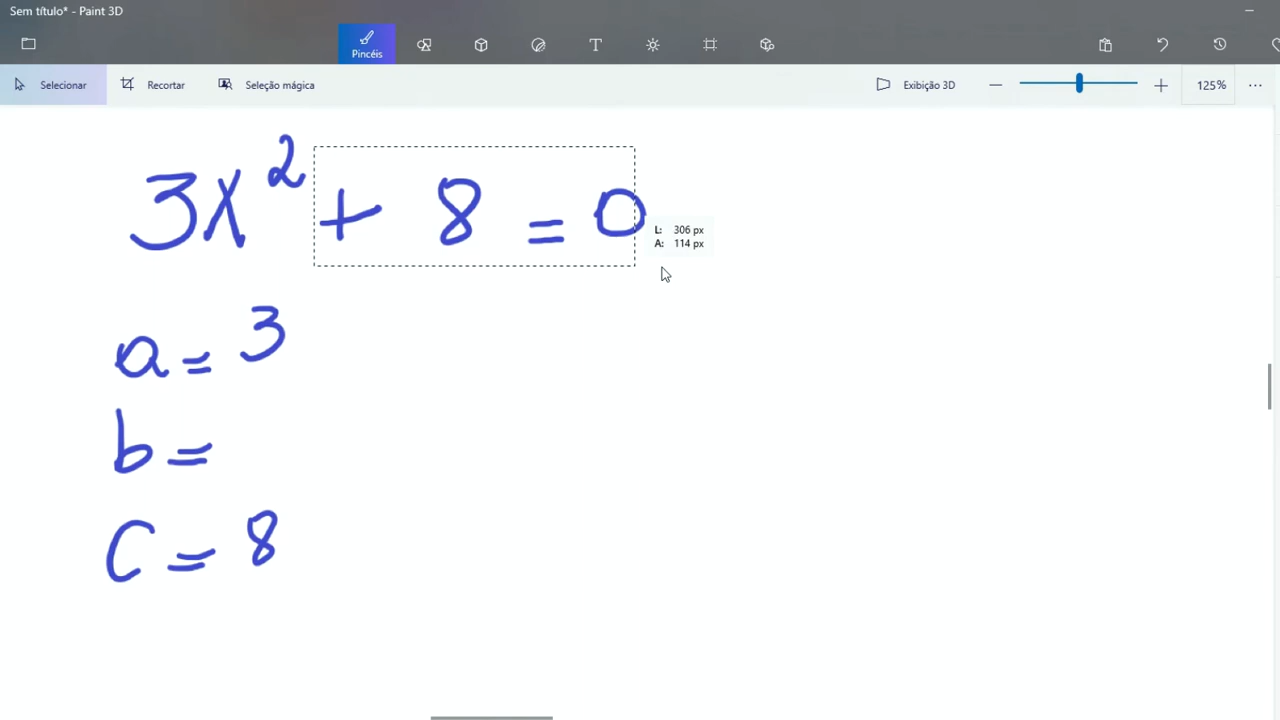 Sem título* - Paint 3D
Pincéis
Selecionar Recortar Seleção mágica Exibição 3D 125%
3x² + 8 = 0
L: 306 px
A: 114 px
a = 3
b =
C = 8